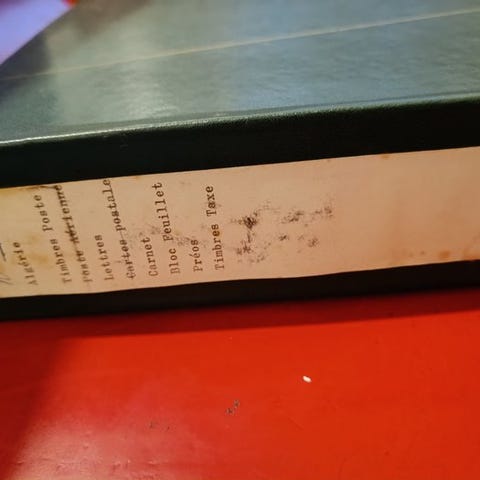 Algérie
Timbres Poste
Poste Aérienne
Lettres
Cartes postale
Carnet
Bloc Feuillet
Préos
Timbres Taxe